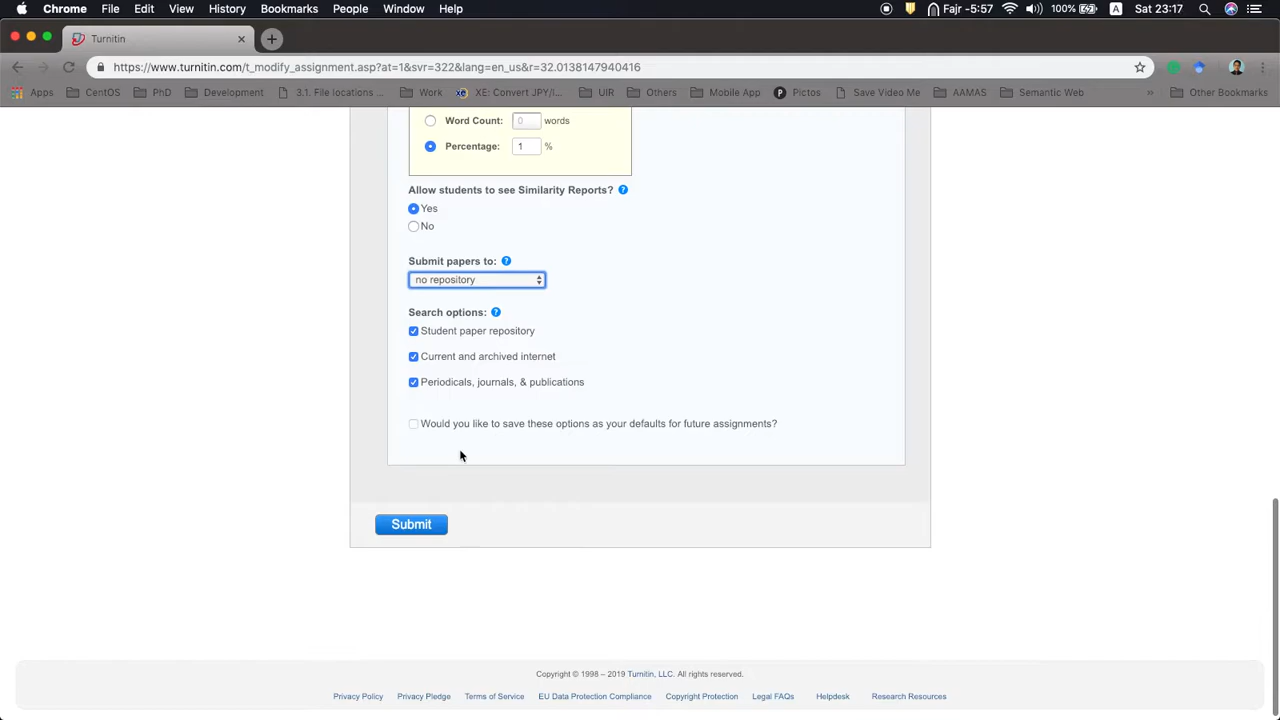 Chrome File Edit View History Bookmarks People Window Help Fajr -5:57 100% A Sat 23:17
Turnitin
https://www.turnitin.com/t_modify_assignment.asp?at=1&svr=322&lang=en_us&r=32.0138147940416
Apps CentOS PhD Development 3.1. File locations ... Work XE: Convert JPY/I... UIR Others Mobile App P Pictos Save Video Me AAMAS Semantic Web » Other Bookmarks
Word Count: 0 words
Percentage: 1 %
Allow students to see Similarity Reports? ?
Yes
No
Submit papers to: ?
no repository
Search options: ?
Student paper repository
Current and archived internet
Periodicals, journals, & publications
Would you like to save these options as your defaults for future assignments?
Submit
Copyright © 1998 – 2019 Turnitin, LLC. All rights reserved.
Privacy Policy Privacy Pledge Terms of Service EU Data Protection Compliance Copyright Protection Legal FAQs Helpdesk Research Resources